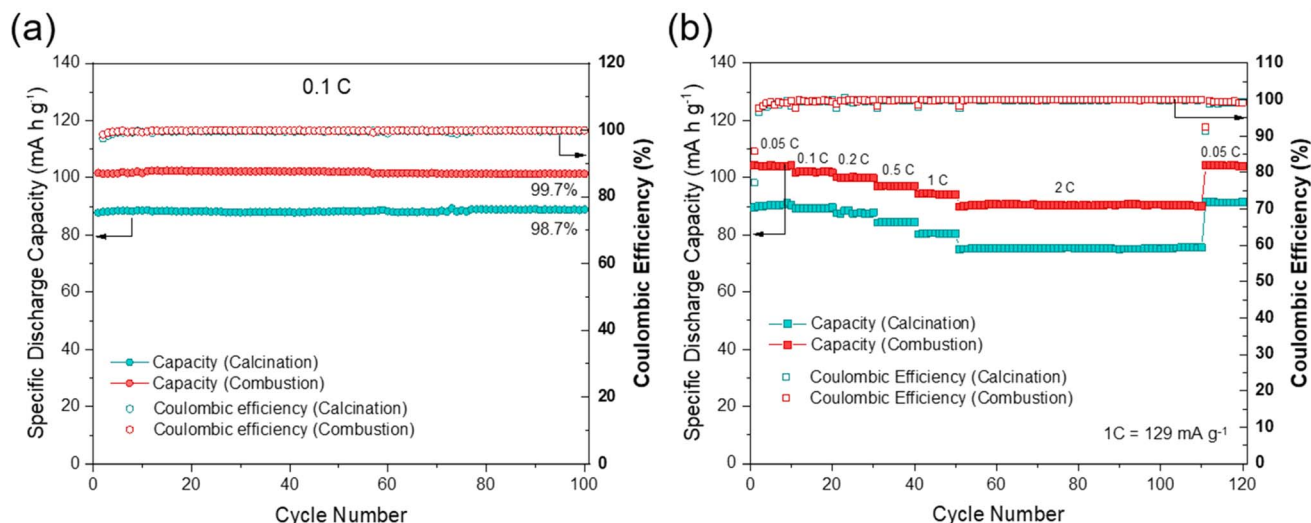 (a)
0.1 C
99.7%
98.7%
Capacity (Calcination)
Capacity (Combustion)
Coulombic efficiency (Calcination)
Coulombic efficiency (Combustion)
Specific Discharge Capacity (mA h g-1)
0
20
40
60
80
100
120
140
Coulombic Efficiency (%)
0
20
40
60
80
100
120
0 20 40 60 80 100
Cycle Number
(b)
0.05 C 0.1 C 0.2 C 0.5 C 1 C 2 C 0.05 C
Capacity (Calcination)
Capacity (Combustion)
Coulombic Efficiency (Calcination)
Coulombic Efficiency (Combustion)
1C = 129 mA g-1
Specific Discharge Capacity (mA h g-1)
0
20
40
60
80
100
120
140
Coulombic Efficiency (%)
0
10
20
30
40
50
60
70
80
90
100
110
0 20 40 60 80 100 120
Cycle Number